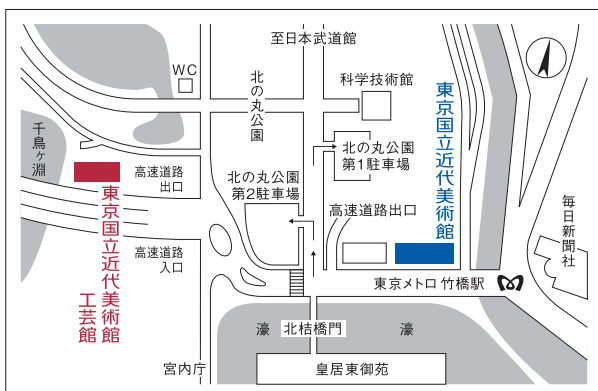 至日本武道館
WC
北の丸公園
科学技術館
東京国立近代美術館
千鳥ヶ淵
北の丸公園
第1駐車場
高速道路
出口
北の丸公園
第2駐車場
高速道路出口
東京国立近代美術館
工芸館
毎日新聞社
高速道路
入口
東京メトロ 竹橋駅
濠
北桔橋門
濠
宮内庁
皇居東御苑